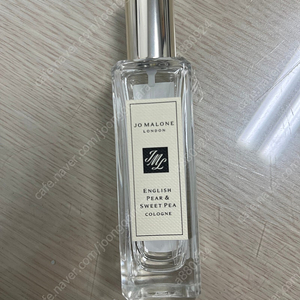 JO MALONE
LONDON
JML
ENGLISH
PEAR &
SWEET PEA
COLOGNE